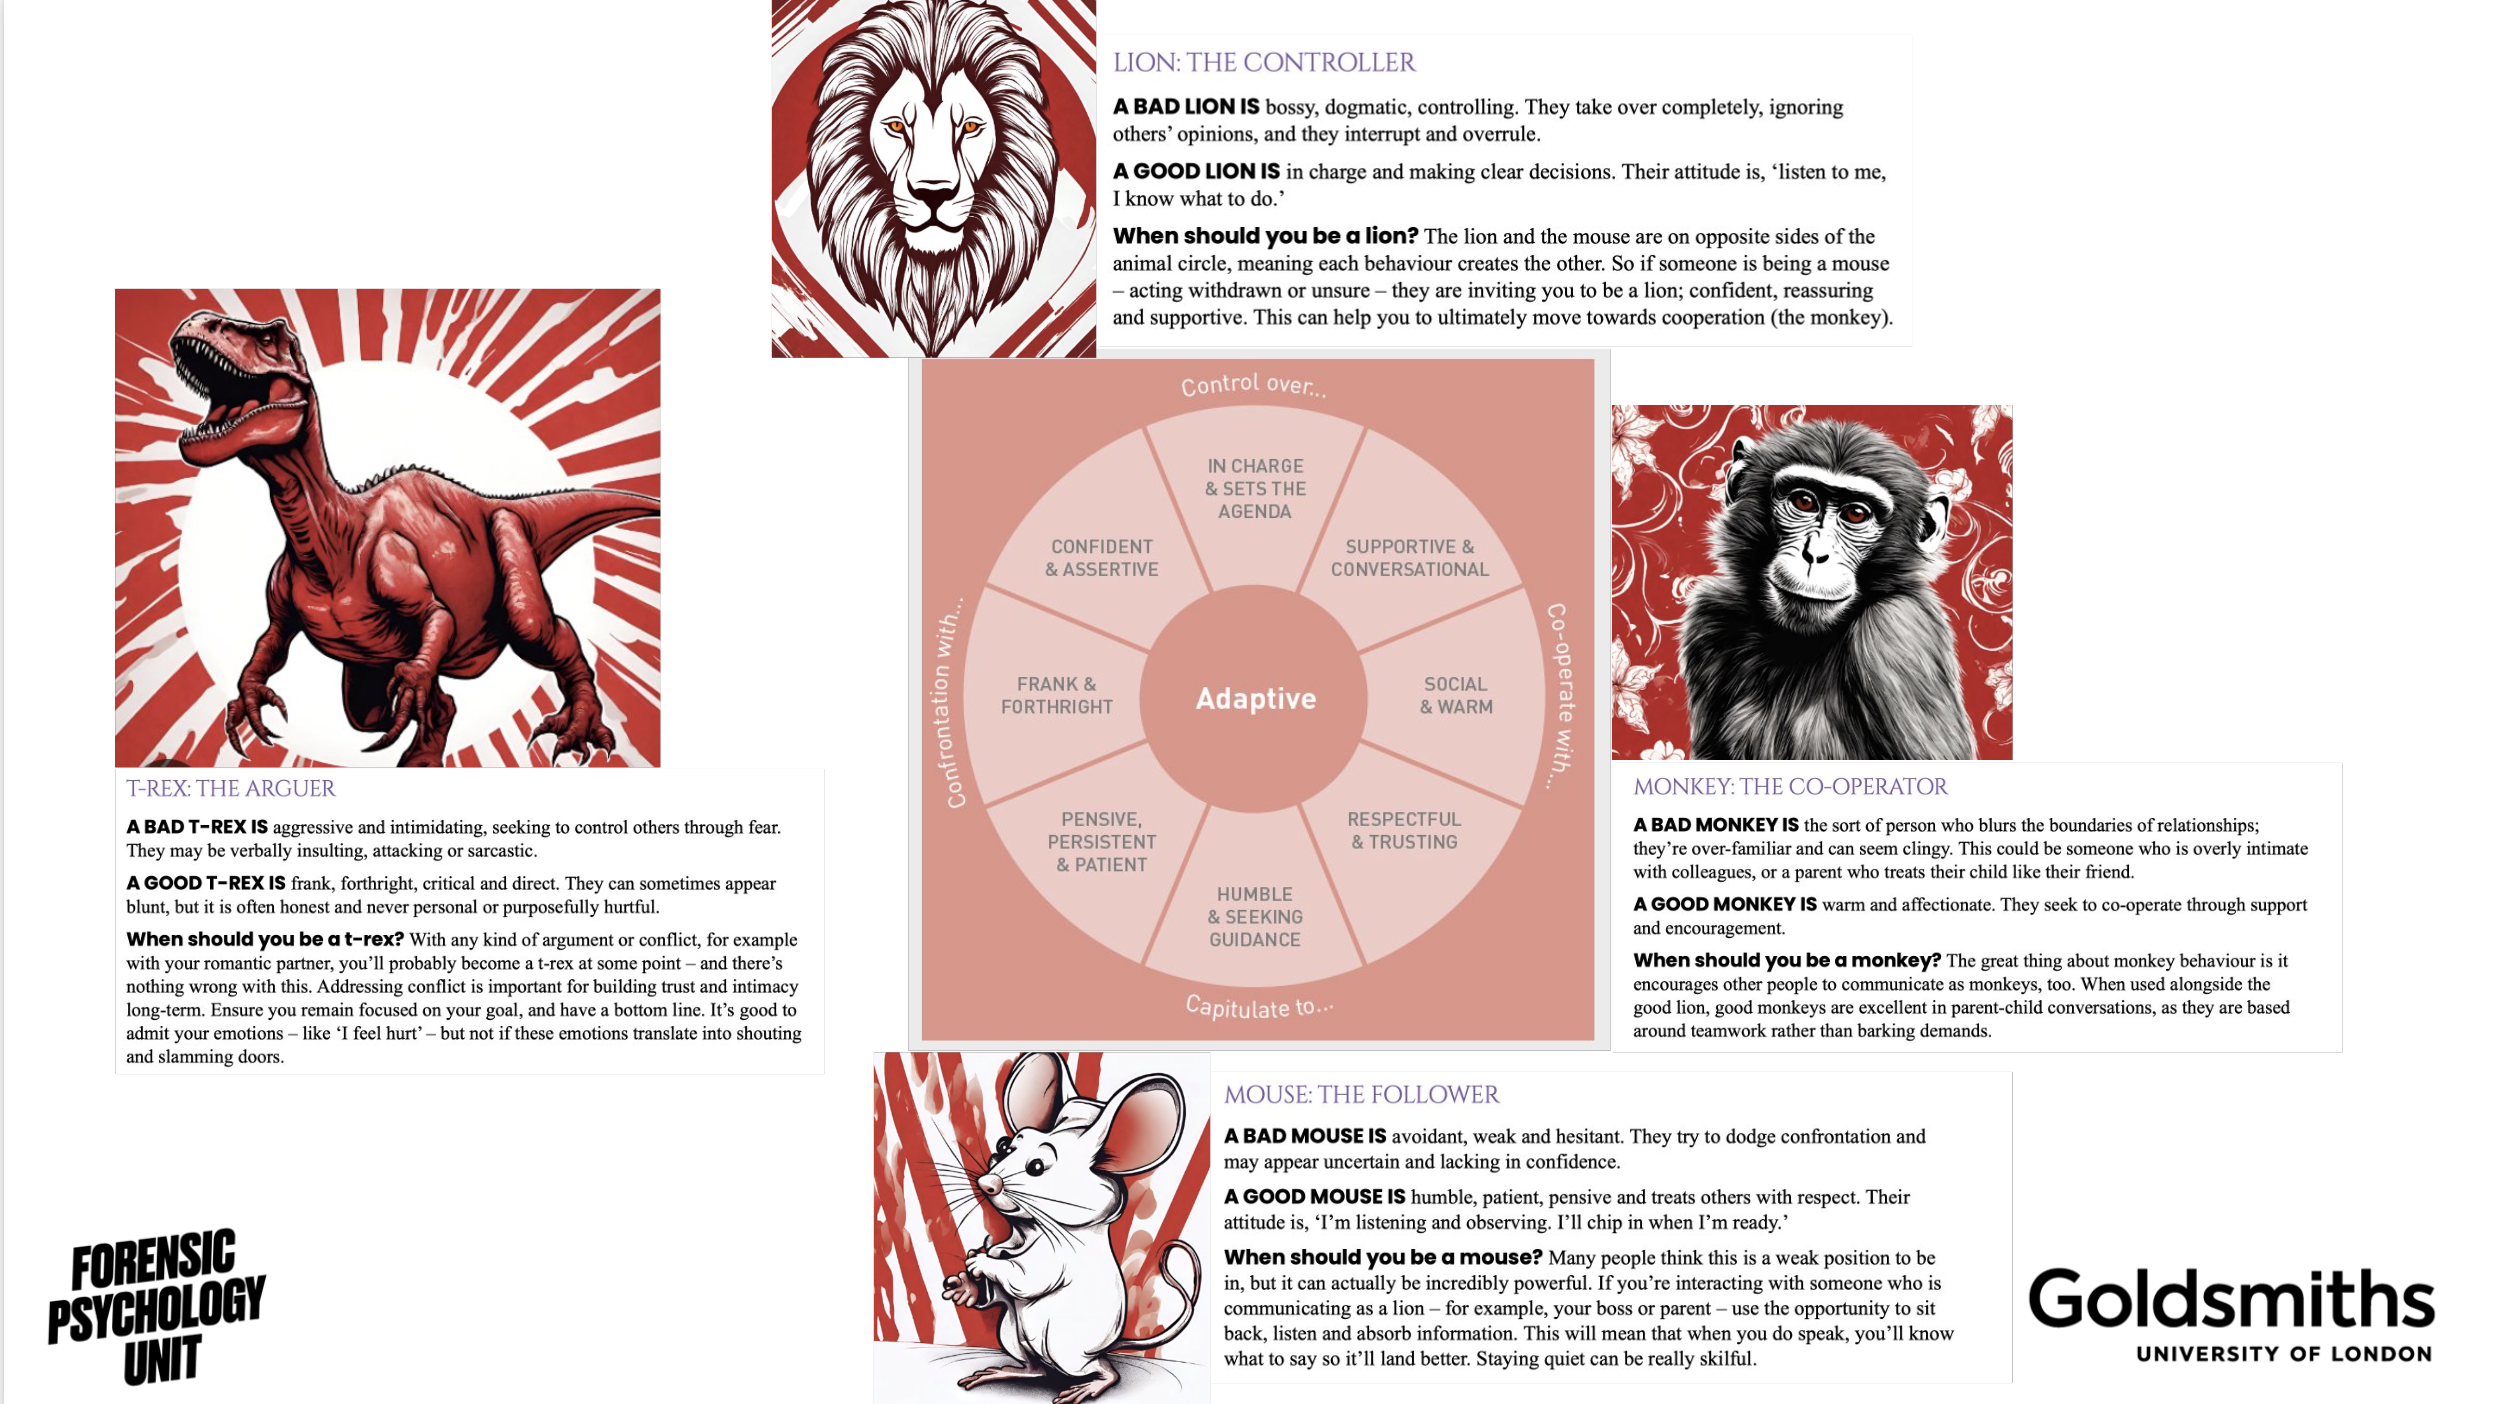 LION: THE CONTROLLER
A BAD LION IS bossy, dogmatic, controlling. They take over completely, ignoring
others’ opinions, and they interrupt and overrule.
A GOOD LION IS in charge and making clear decisions. Their attitude is, ‘listen to me,
I know what to do.’
When should you be a lion? The lion and the mouse are on opposite sides of the
animal circle, meaning each behaviour creates the other. So if someone is being a mouse
– acting withdrawn or unsure – they are inviting you to be a lion; confident, reassuring
and supportive. This can help you to ultimately move towards cooperation (the monkey).
T-REX: THE ARGUER
A BAD T-REX IS aggressive and intimidating, seeking to control others through fear.
They may be verbally insulting, attacking or sarcastic.
A GOOD T-REX IS frank, forthright, critical and direct. They can sometimes appear
blunt, but it is often honest and never personal or purposefully hurtful.
When should you be a t-rex? With any kind of argument or conflict, for example
with your romantic partner, you’ll probably become a t-rex at some point – and there’s
nothing wrong with this. Addressing conflict is important for building trust and intimacy
long-term. Ensure you remain focused on your goal, and have a bottom line. It’s good to
admit your emotions – like ‘I feel hurt’ – but not if these emotions translate into shouting
and slamming doors.
Control over...
IN CHARGE
& SETS THE
AGENDA
CONFIDENT
& ASSERTIVE
SUPPORTIVE &
CONVERSATIONAL
Confrontation with...
FRANK &
FORTHRIGHT
Adaptive
SOCIAL
& WARM
Co-operate with...
PENSIVE,
PERSISTENT
& PATIENT
RESPECTFUL
& TRUSTING
HUMBLE
& SEEKING
GUIDANCE
Capitulate to...
MONKEY: THE CO-OPERATOR
A BAD MONKEY IS the sort of person who blurs the boundaries of relationships;
they’re over-familiar and can seem clingy. This could be someone who is overly intimate
with colleagues, or a parent who treats their child like their friend.
A GOOD MONKEY IS warm and affectionate. They seek to co-operate through support
and encouragement.
When should you be a monkey? The great thing about monkey behaviour is it
encourages other people to communicate as monkeys, too. When used alongside the
good lion, good monkeys are excellent in parent-child conversations, as they are based
around teamwork rather than barking demands.
MOUSE: THE FOLLOWER
A BAD MOUSE IS avoidant, weak and hesitant. They try to dodge confrontation and
may appear uncertain and lacking in confidence.
A GOOD MOUSE IS humble, patient, pensive and treats others with respect. Their
attitude is, ‘I’m listening and observing. I’ll chip in when I’m ready.’
When should you be a mouse? Many people think this is a weak position to be
in, but it can actually be incredibly powerful. If you’re interacting with someone who is
communicating as a lion – for example, your boss or parent – use the opportunity to sit
back, listen and absorb information. This will mean that when you do speak, you’ll know
what to say so it’ll land better. Staying quiet can be really skilful.
FORENSIC
PSYCHOLOGY
UNIT
Goldsmiths
UNIVERSITY OF LONDON